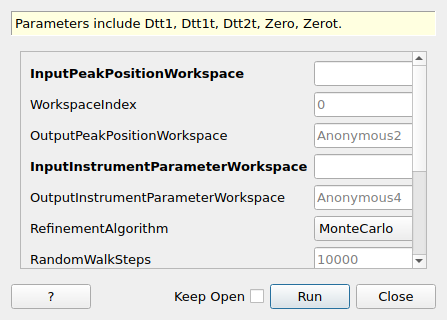 Parameters include Dtt1, Dtt1t, Dtt2t, Zero, Zerot.
InputPeakPositionWorkspace
WorkspaceIndex 0
OutputPeakPositionWorkspace Anonymous2
InputInstrumentParameterWorkspace
OutputInstrumentParameterWorkspace Anonymous4
RefinementAlgorithm MonteCarlo
RandomWalkSteps 10000
? Keep Open Run Close